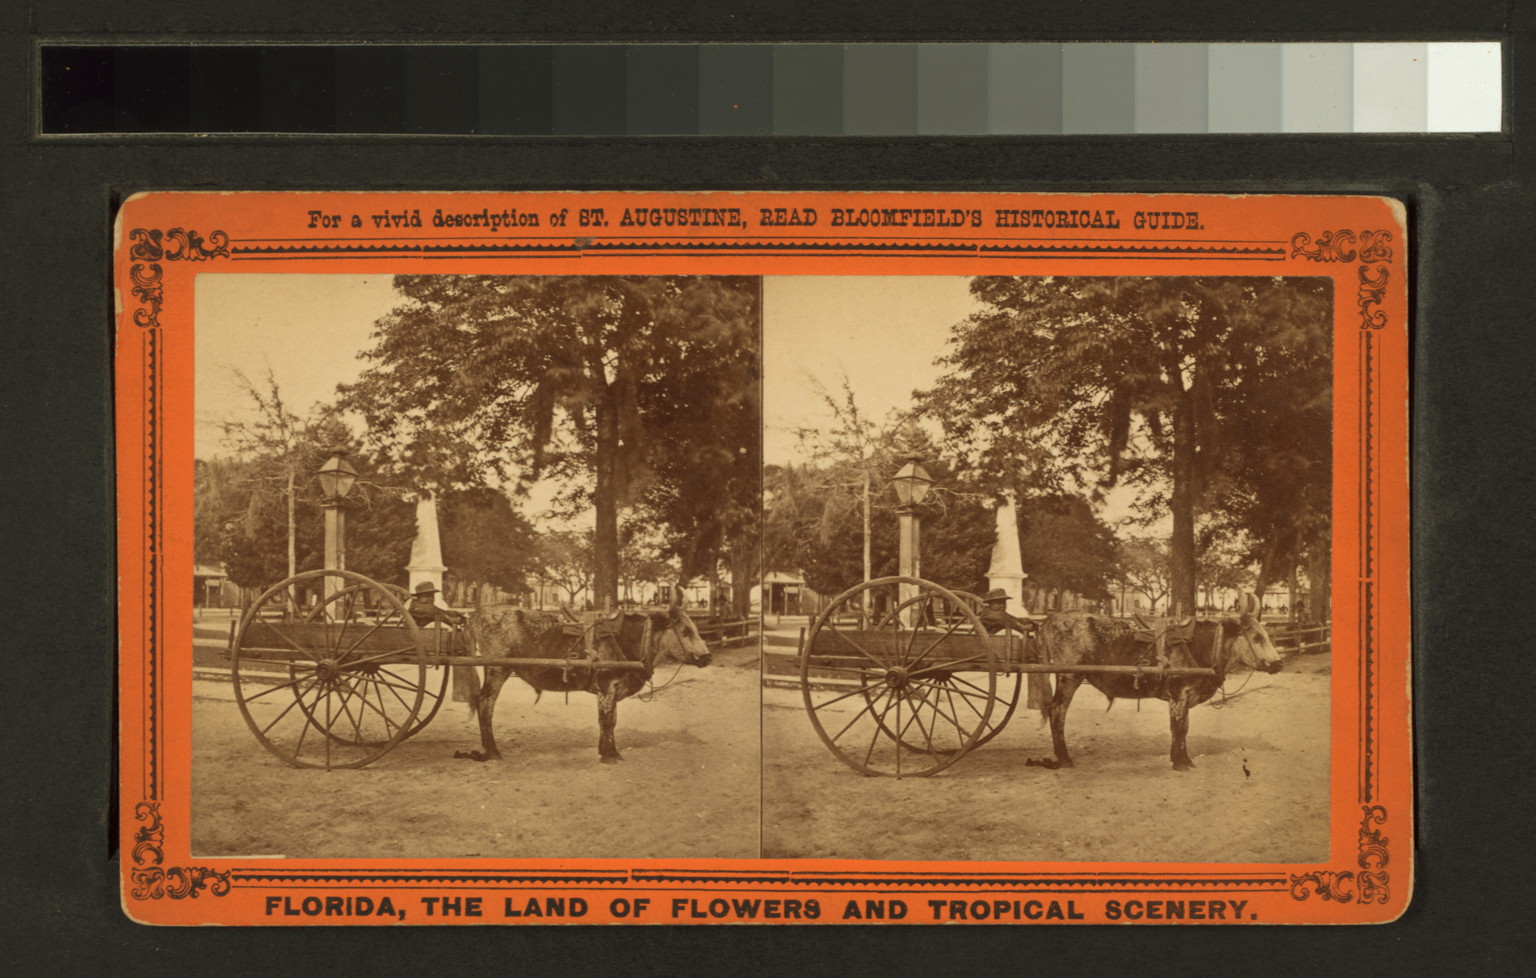 For a vivid description of ST. AUGUSTINE, READ BLOOMFIELD'S HISTORICAL GUIDE.
FLORIDA, THE LAND OF FLOWERS AND TROPICAL SCENERY.